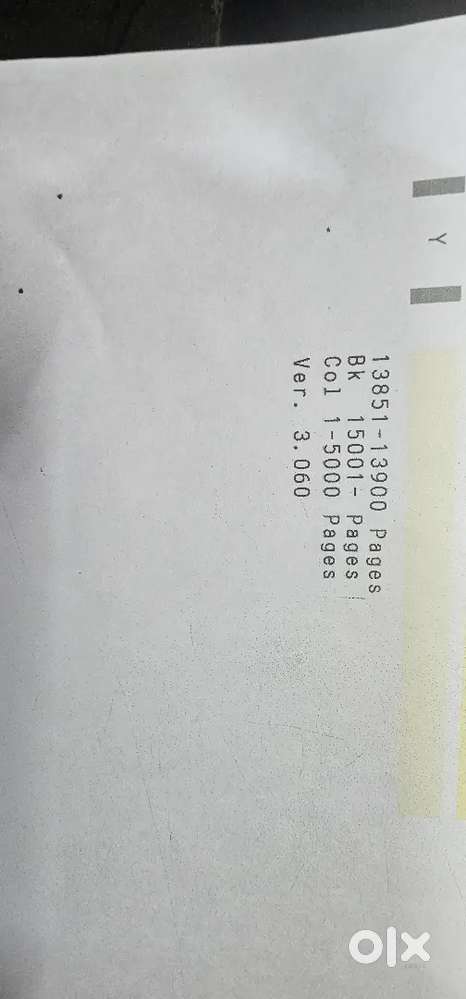 Y
13851-13900 Pages
Bk 15001- Pages
Col 1-5000 Pages
Ver. 3.060
olx